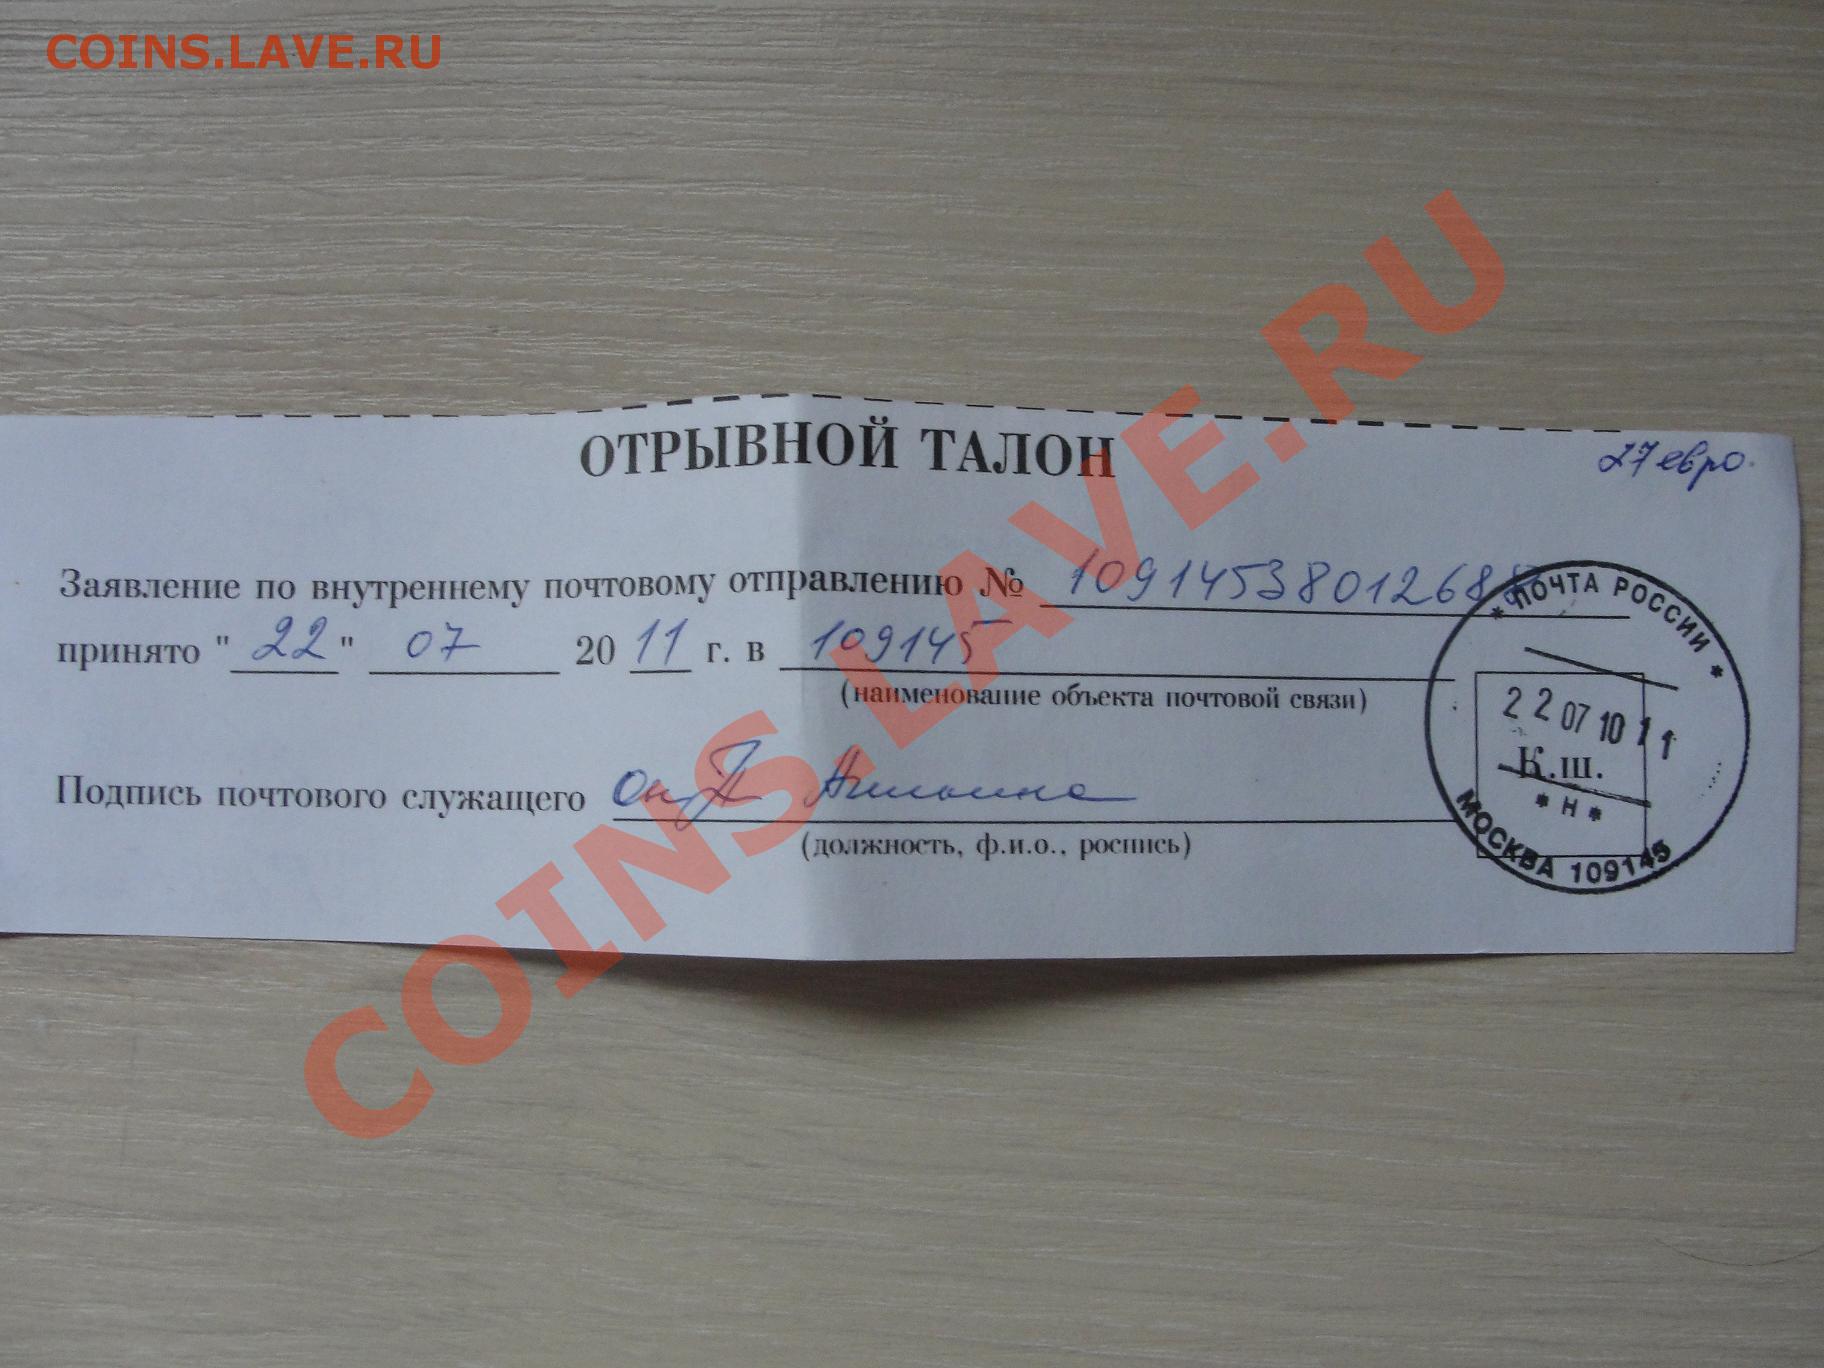 COINS.LAVE.RU
ОТРЫВНОЙ ТАЛОН
27 евро.
Заявление по внутреннему почтовому отправлению № 1091453801268
принято "22" 07 2011 г. в 109145
(наименование объекта почтовой связи)
Подпись почтового служащего
(должность, ф.и.о., роспись)
* ПОЧТА РОССИИ *
22 07 10 11
К.ш.
* Н *
МОСКВА 109145
COINS.LAVE.RU